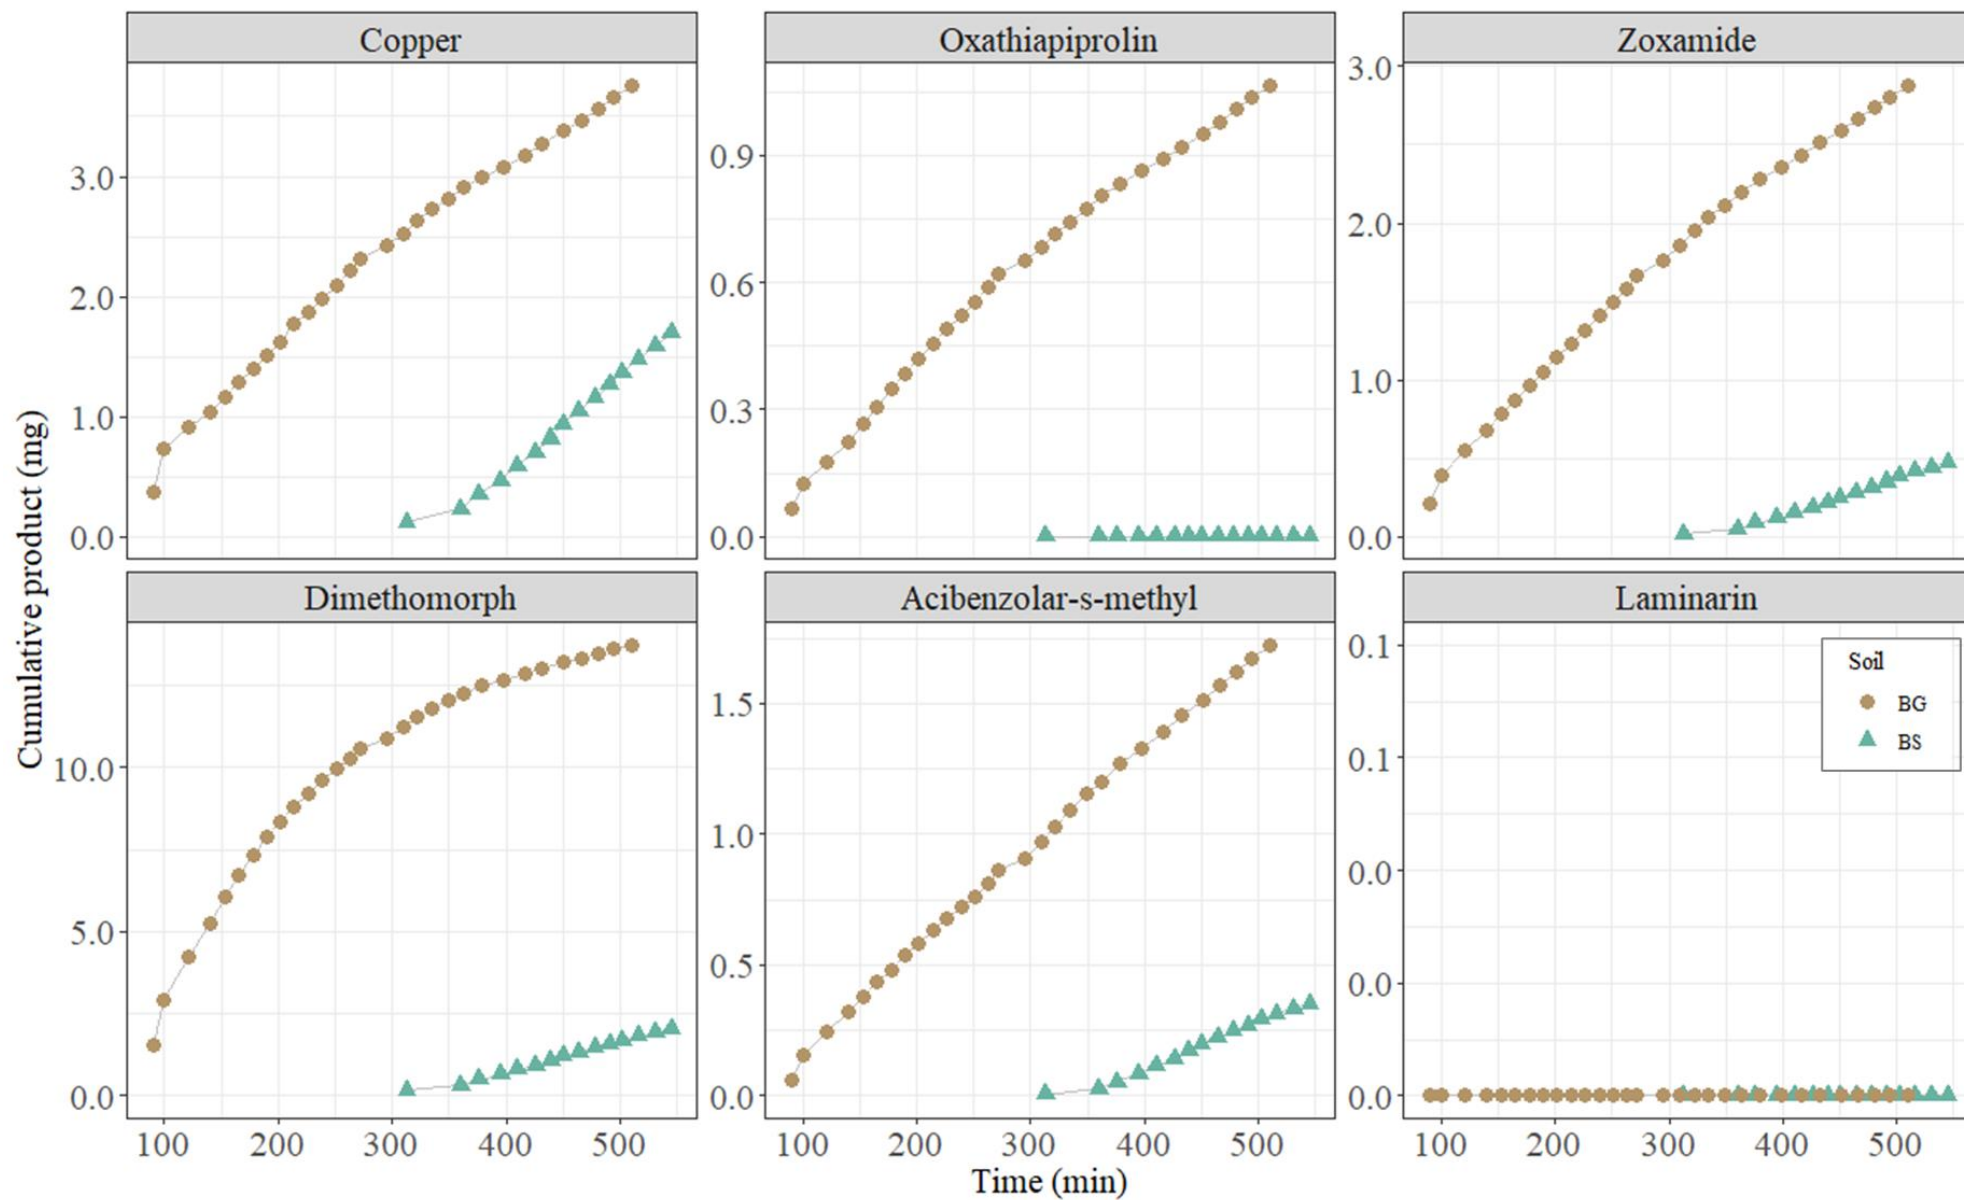 Copper
Oxathiapiprolin
Zoxamide
3.0
2.0
1.0
0.0
0.9
0.6
0.3
0.0
3.0
2.0
1.0
0.0
Dimethomorph
Acibenzolar-s-methyl
Laminarin
10.0
5.0
0.0
1.5
1.0
0.5
0.0
0.1
0.1
0.0
0.0
0.0
Soil
BG
BS
100 200 300 400 500
100 200 300 400 500
100 200 300 400 500
Time (min)
Cumulative product (mg)